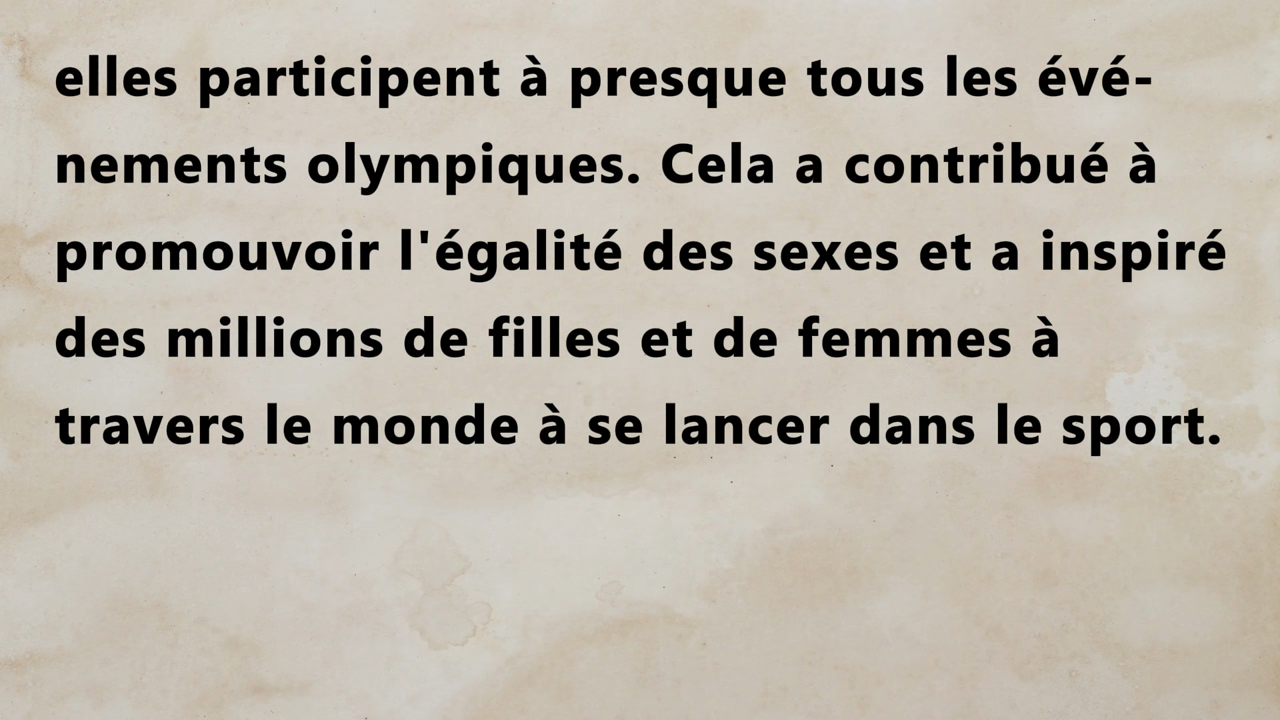 elles participent à presque tous les évé-
nements olympiques. Cela a contribué à
promouvoir l'égalité des sexes et a inspiré
des millions de filles et de femmes à
travers le monde à se lancer dans le sport.